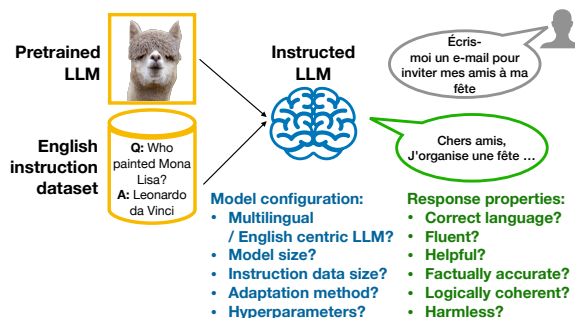 Pretrained
LLM
Instructed
LLM
Écris-
moi un e-mail pour
inviter mes amis à ma
fête
English
instruction
dataset
Q: Who
painted Mona
Lisa?
A: Leonardo
da Vinci
Chers amis,
J'organise une fête ...
Model configuration:
• Multilingual
/ English centric LLM?
• Model size?
• Instruction data size?
• Adaptation method?
• Hyperparameters?
Response properties:
• Correct language?
• Fluent?
• Helpful?
• Factually accurate?
• Logically coherent?
• Harmless?